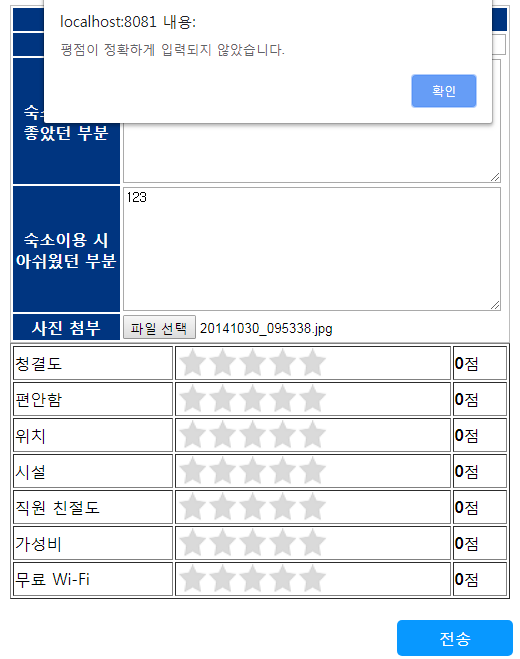 localhost:8081 내용:
평점이 정확하게 입력되지 않았습니다.
확인
좋았던 부분
123
숙소이용 시
아쉬웠던 부분
사진 첨부
파일 선택 20141030_095338.jpg
청결도 0점
편안함 0점
위치 0점
시설 0점
직원 친절도 0점
가성비 0점
무료 Wi-Fi 0점
전송